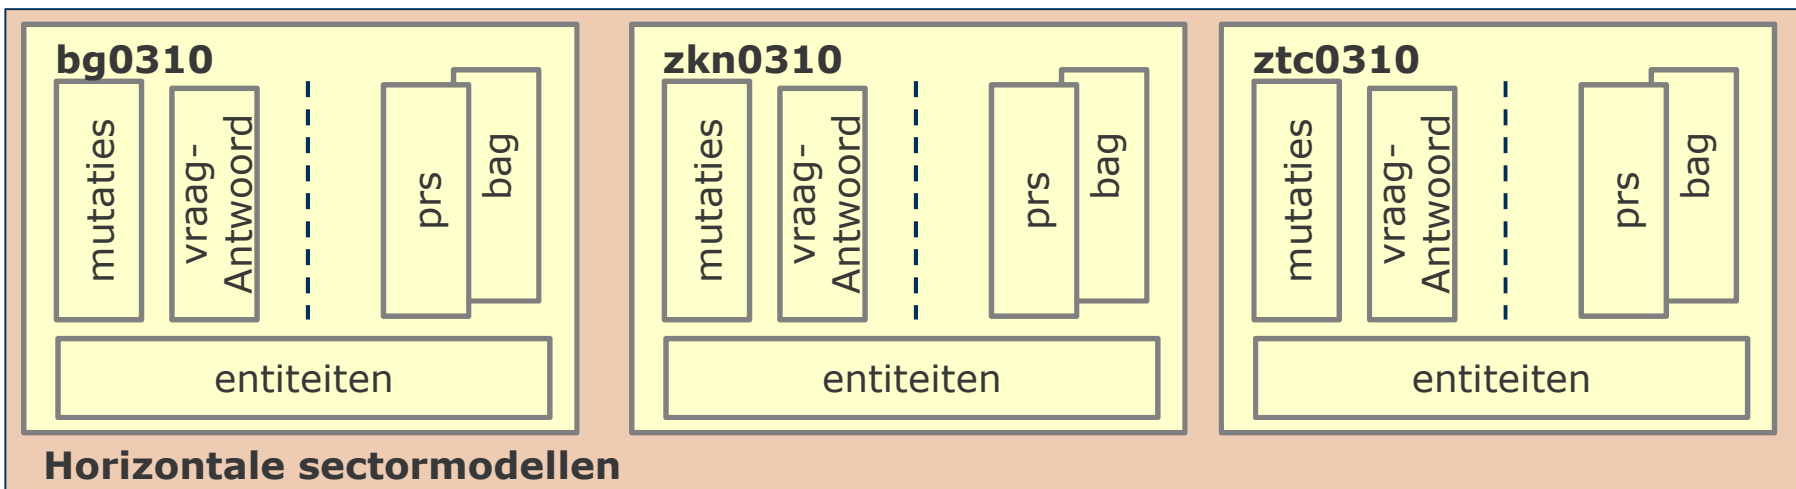 bg0310
mutaties
vraag-
Antwoord
prs
bag
entiteiten
zkn0310
mutaties
vraag-
Antwoord
prs
bag
entiteiten
ztc0310
mutaties
vraag-
Antwoord
prs
bag
entiteiten
Horizontale sectormodellen